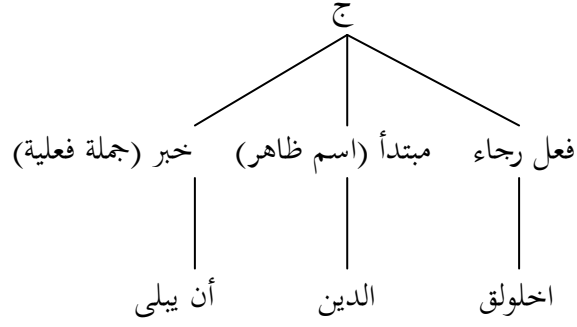 ج
فعل رجاء مبتدأ (اسم ظاهر) خبر (جملة فعلية)
اخلولق الدين أن يبلى